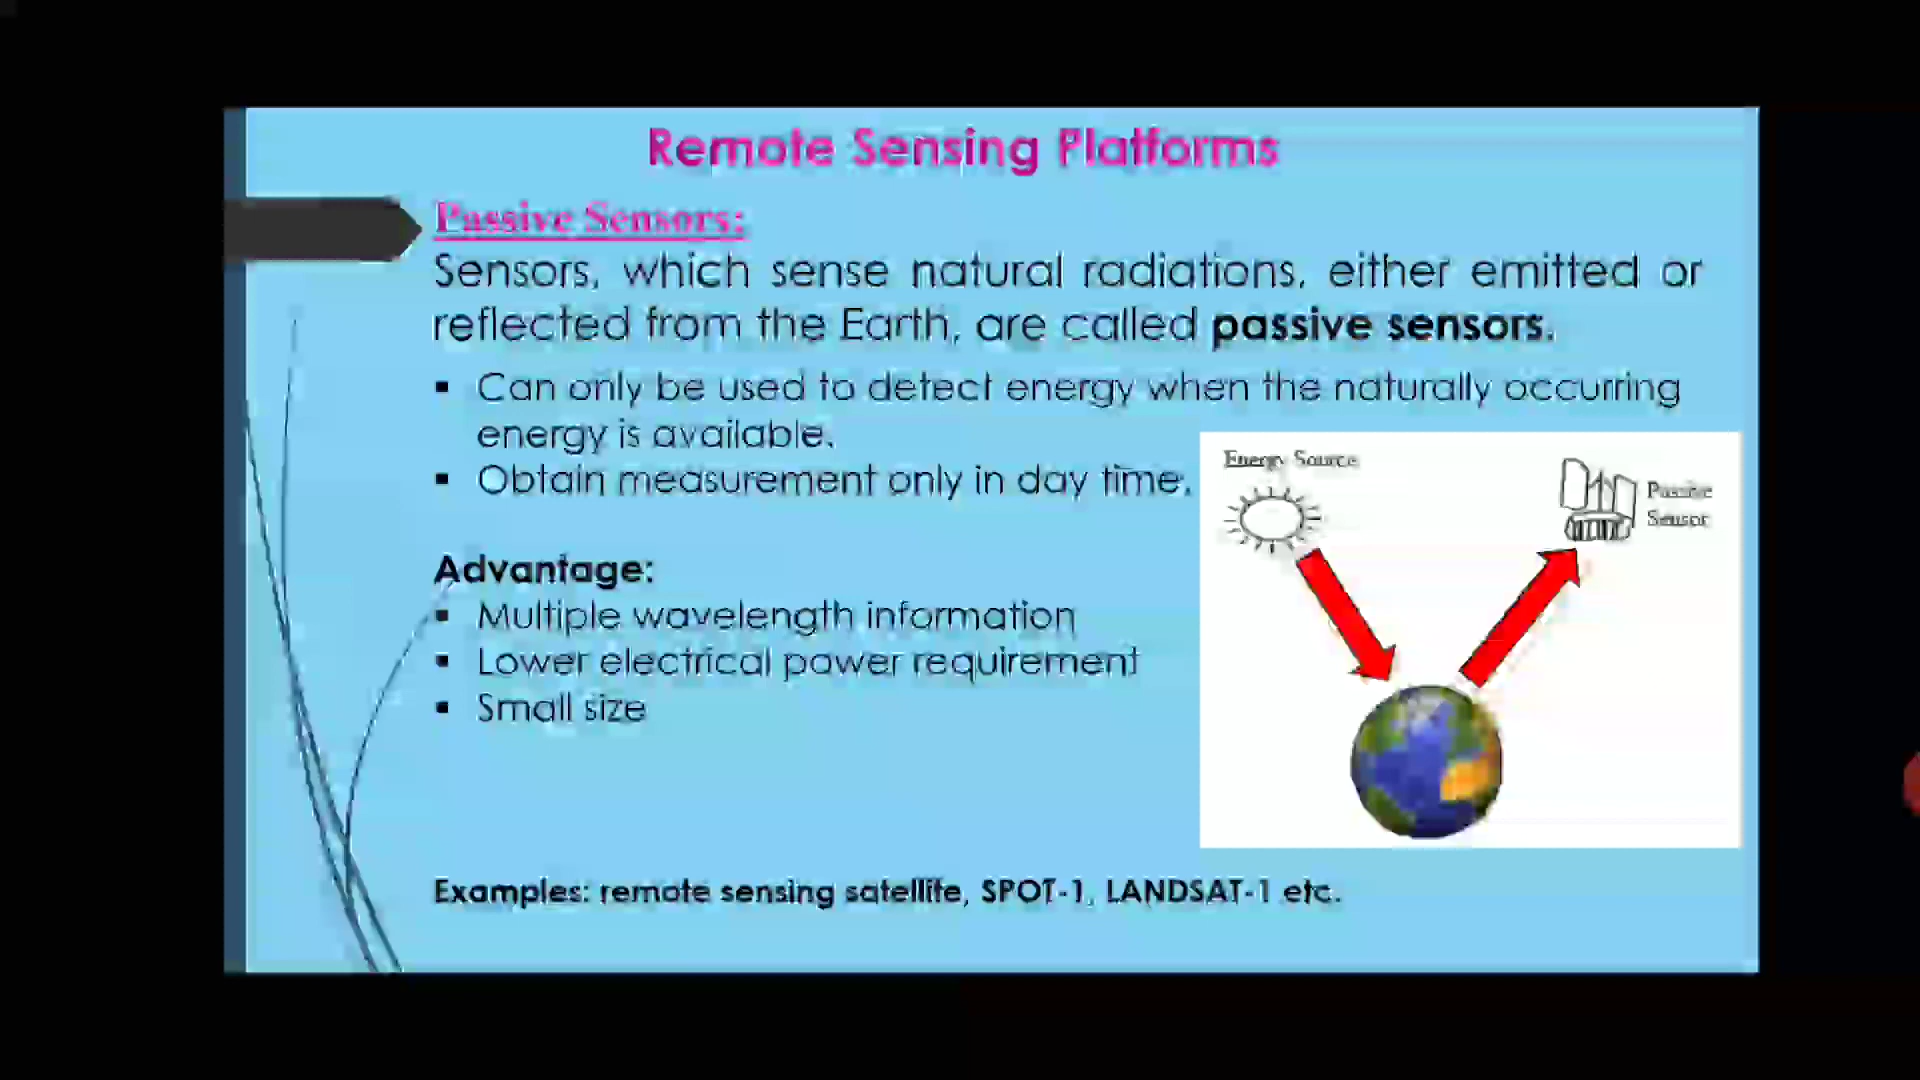 Remote Sensing Platforms
Passive Sensors:
Sensors, which sense natural radiations, either emitted or
reflected from the Earth, are called passive sensors.
▪ Can only be used to detect energy when the naturally occurring
energy is available.
▪ Obtain measurement only in day time.
Energy Source
Passive
Sensor
Advantage:
▪ Multiple wavelength information
▪ Lower electrical power requirement
▪ Small size
Examples: remote sensing satellite, SPOT-1, LANDSAT-1 etc.